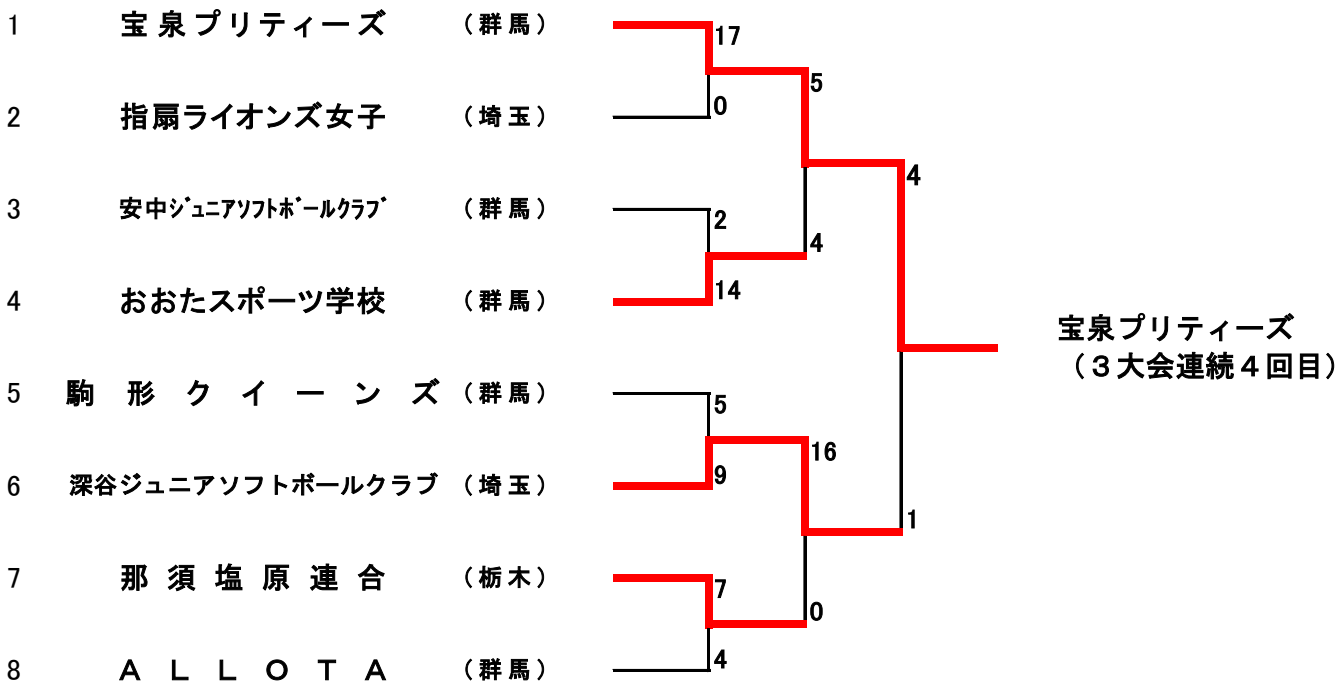 1 宝泉プリティーズ （群馬）
17
5
2 指扇ライオンズ女子 （埼玉）
0
4
3 安中ｼﾞｭﾆｱｿﾌﾄﾎﾞｰﾙｸﾗﾌﾞ （群馬）
2
4
4 おおたスポーツ学校 （群馬）
14
宝泉プリティーズ
（３大会連続４回目）
5 駒形クイーンズ （群馬）
5
16
6 深谷ジュニアソフトボールクラブ （埼玉）
9
1
7 那須塩原連合 （栃木）
7
0
8 ＡＬＬＯＴＡ （群馬）
4